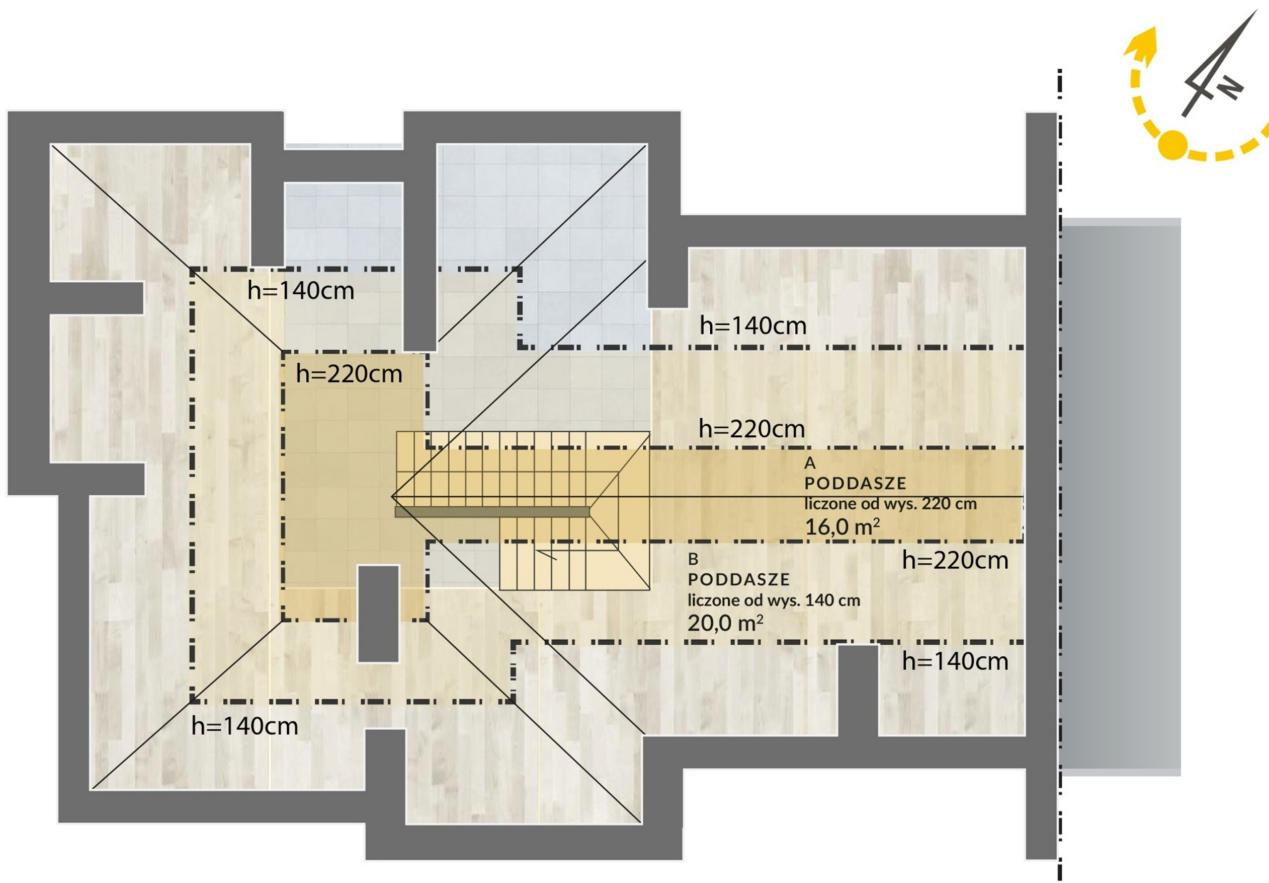 N
h=140cm
h=140cm
h=220cm
h=220cm
A
PODDASZE
liczone od wys. 220 cm
16,0 m²
h=220cm
B
PODDASZE
liczone od wys. 140 cm
20,0 m²
h=140cm
h=140cm